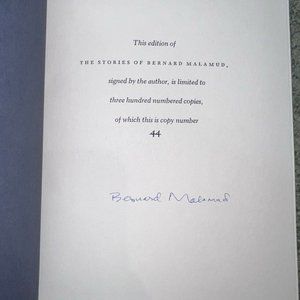 This edition of
THE STORIES OF BERNARD MALAMUD,
signed by the author, is limited to
three hundred numbered copies,
of which this is copy number
44
Bernard Malamud